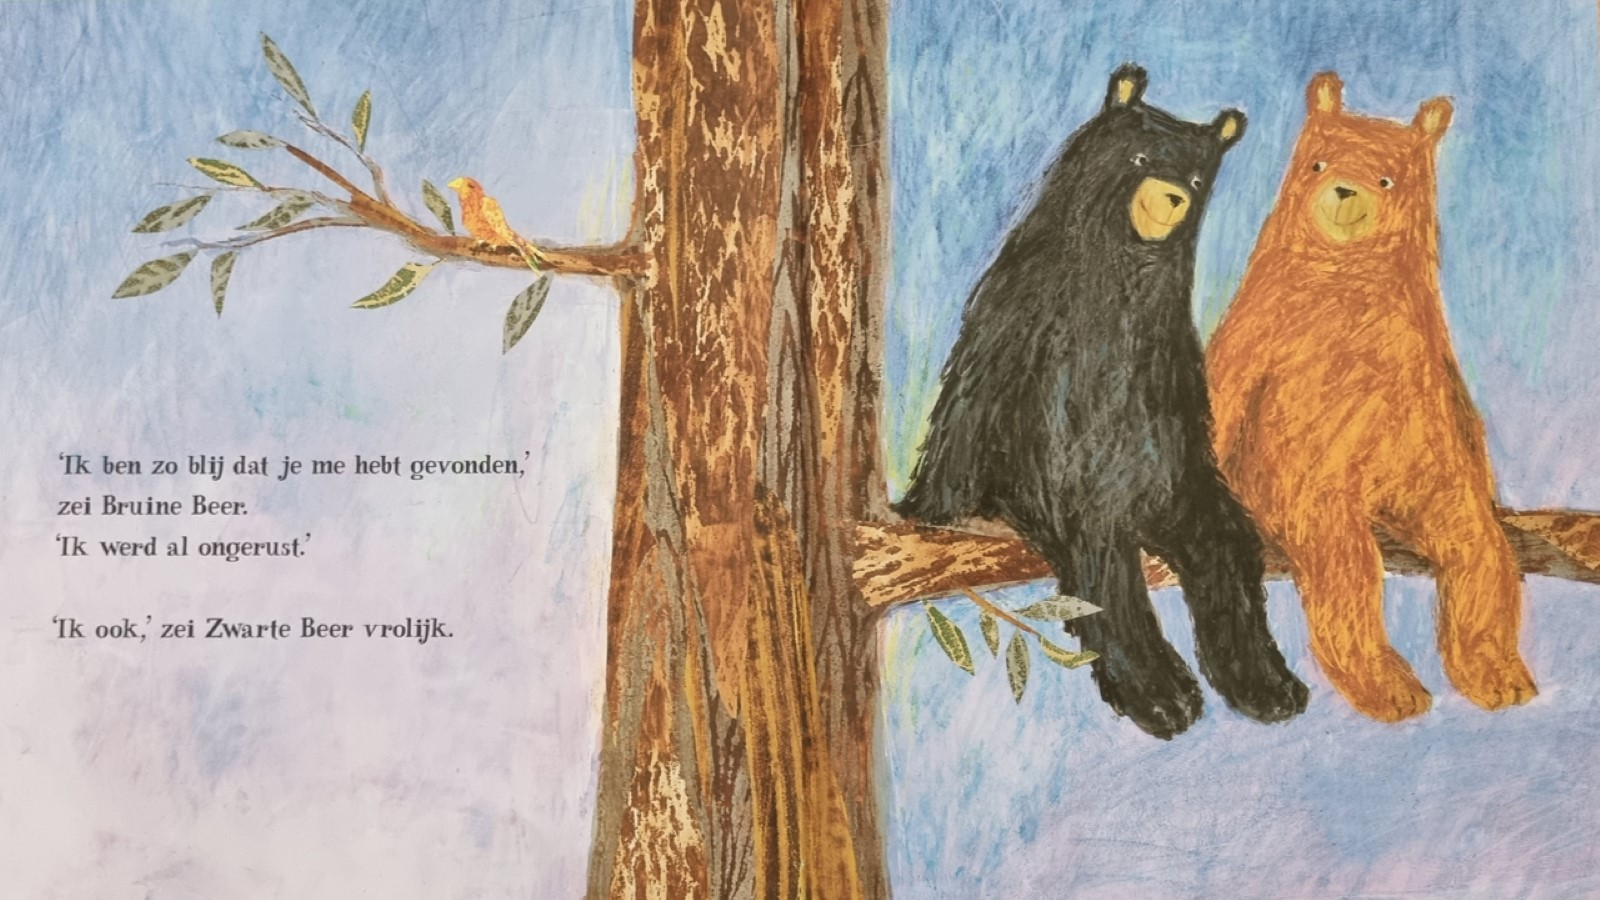 ‘Ik ben zo blij dat je me hebt gevonden,’
zei Bruine Beer.
‘Ik werd al ongerust.’
‘Ik ook,’ zei Zwarte Beer vrolijk.